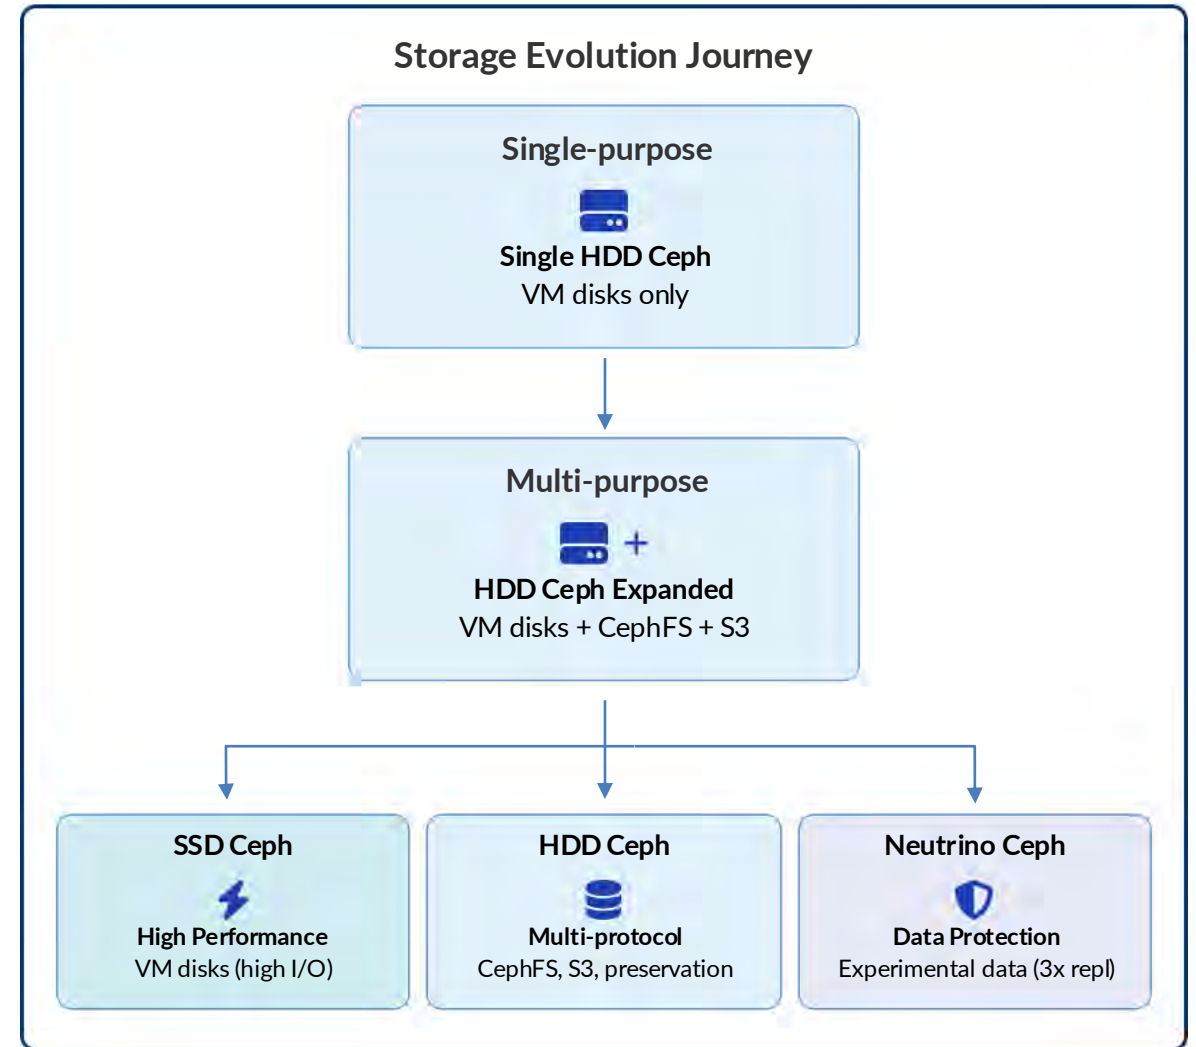 Storage Evolution Journey
Single-purpose
Single HDD Ceph
VM disks only
Multi-purpose
+
HDD Ceph Expanded
VM disks + CephFS + S3
SSD Ceph
High Performance
VM disks (high I/O)
HDD Ceph
Multi-protocol
CephFS, S3, preservation
Neutrino Ceph
Data Protection
Experimental data (3x repl)